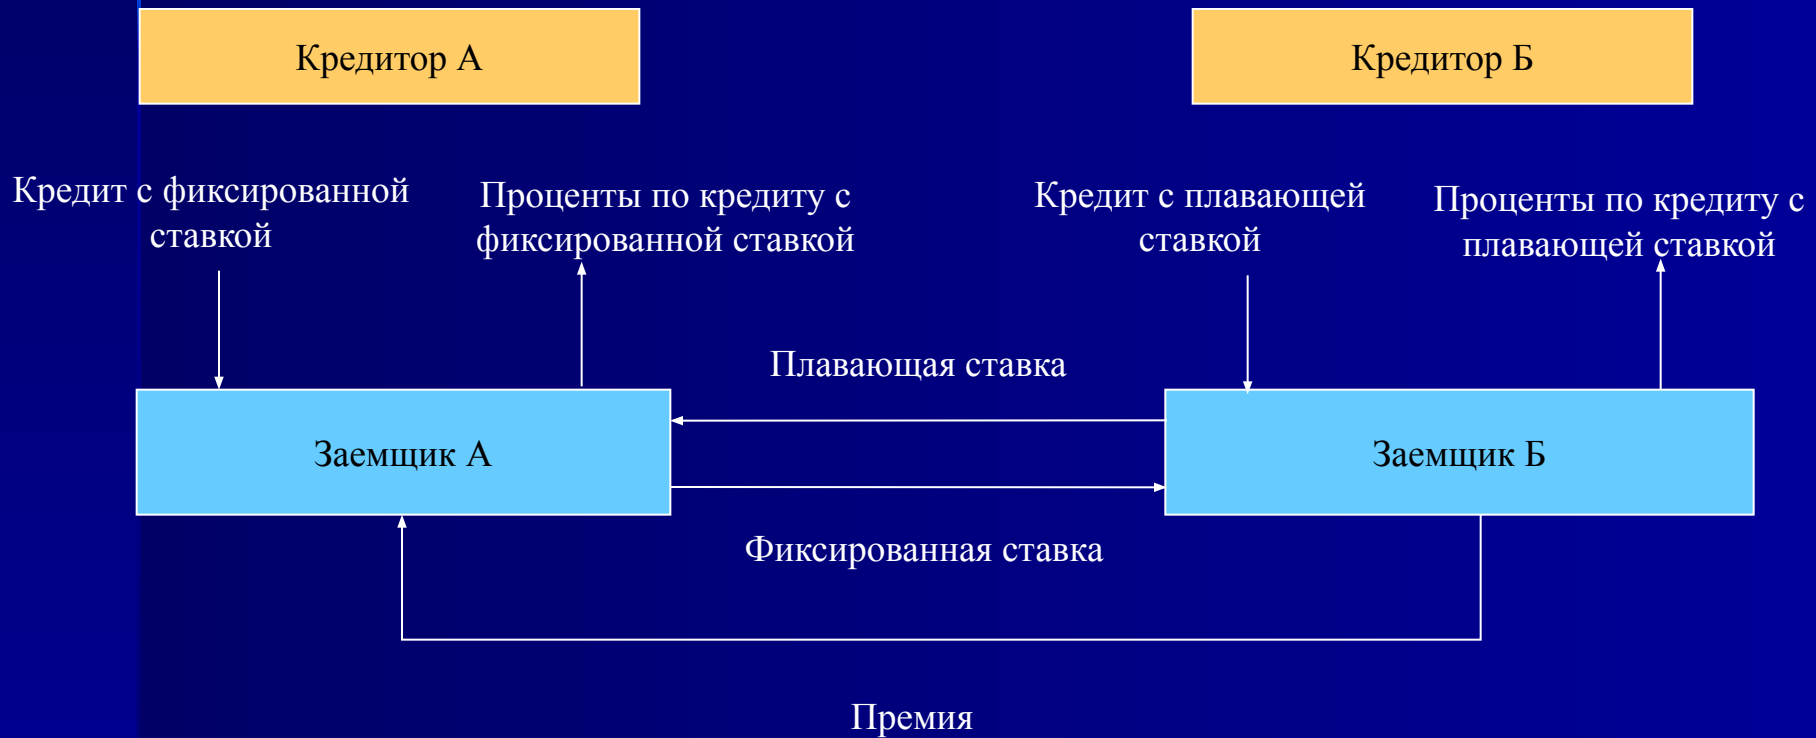 Кредитор А
Кредитор Б
Кредит с фиксированной
ставкой
Проценты по кредиту с
фиксированной ставкой
Кредит с плавающей
ставкой
Проценты по кредиту с
плавающей ставкой
Плавающая ставка
Заемщик А
Заемщик Б
Фиксированная ставка
Премия